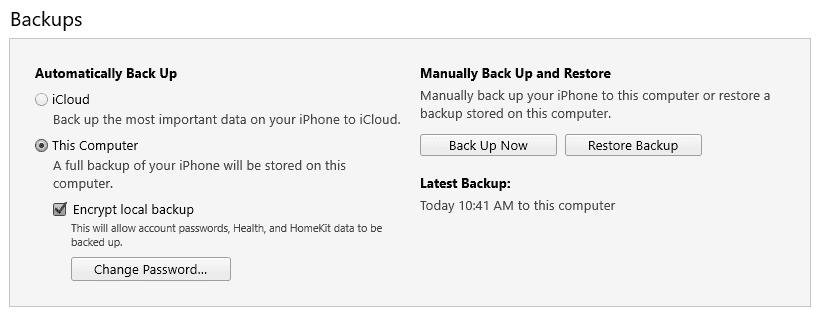 Backups
Automatically Back Up
iCloud
Back up the most important data on your iPhone to iCloud.
This Computer
A full backup of your iPhone will be stored on this
computer.
Encrypt local backup
This will allow account passwords, Health, and HomeKit data to be
backed up.
Change Password...
Manually Back Up and Restore
Manually back up your iPhone to this computer or restore a
backup stored on this computer.
Back Up Now
Restore Backup
Latest Backup:
Today 10:41 AM to this computer